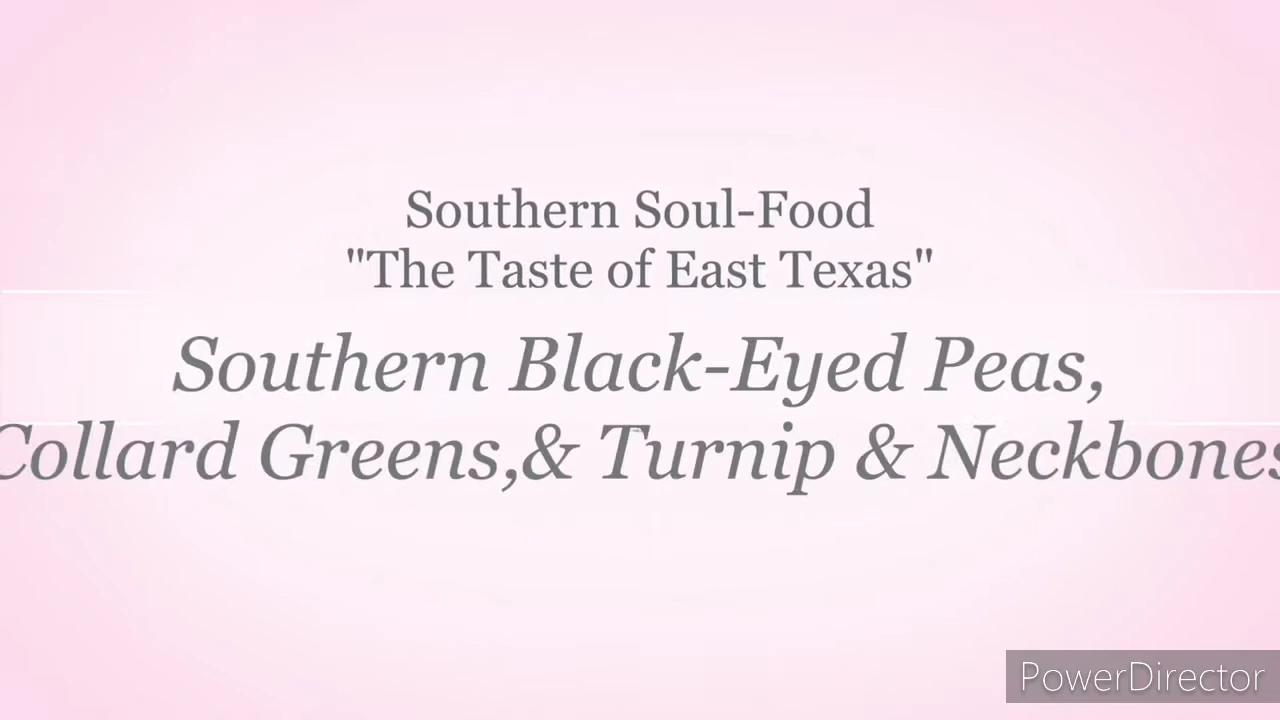 Southern Soul-Food
"The Taste of East Texas"
Southern Black-Eyed Peas,
Collard Greens,& Turnip & Neckbones
PowerDirector